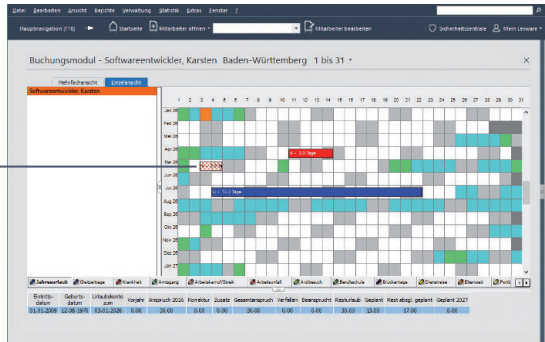 Datei Bearbeiten Ansicht Berichte Verwaltung Statistik Extras Fenster ?
Hauptnavigation [F10] Startseite Mitarbeiter öffnen Mitarbeiter bearbeiten Sicherheitszentrale Mein Lexware
Buchungsmodul - Softwareentwickler, Karsten Baden-Württemberg 1 bis 31
Mehrfachansicht Einzelansicht
Softwareentwickler, Karsten
1 2 3 4 5 6 7 8 9 10 11 12 13 14 15 16 17 18 19 20 21 22 23 24 25 26 27 28 29 30 31
Jan 26
Feb 26
Mrz 26
Apr 26
K - 3.0 Tage
Mai 26
Jun 26
Jul 26
Aug 26
Sep 26
Okt 26
Nov 26
Dez 26
Jan 27
Jahresurlaub Gleitzeittage Krankheit Amtsgang Arbeitskampf/Streik Arbeitsunfall Arztbesuch Berufsschule Brückentage Dienstreise Elternzeit
Eintritts-datum Geburts-datum Urlaubskonto zum Vorjahr Anspruch 2026 Korrektur Zusatz Gesamtanspruch Verfallen Beansprucht Resturlaub Geplant Rest abzgl. geplant Geplant 2027
01.01.2009 12.08.1970 03.01.2026 0.00 30.00 0.00 0.00 30.00 0.00 0.00 30.00 13.00 17.00 0.00